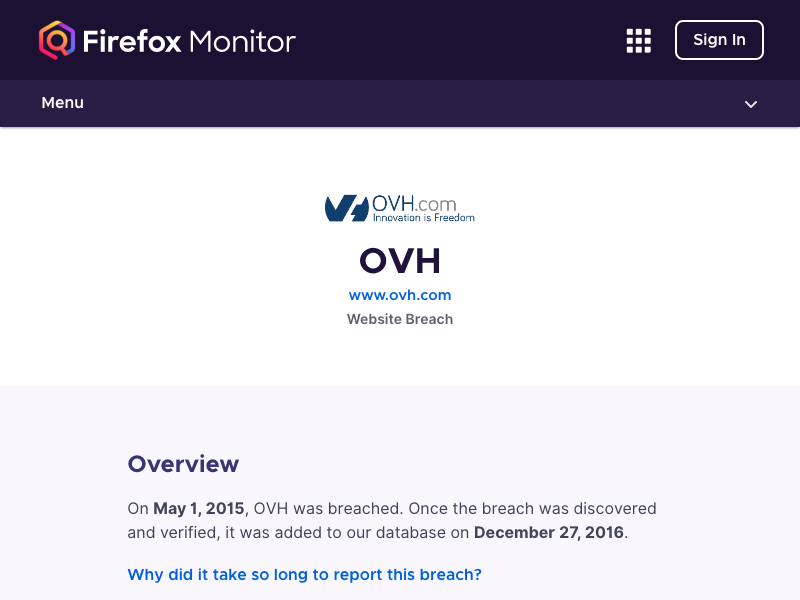 Firefox Monitor
Sign In
Menu
OVH.com
Innovation is Freedom
OVH
www.ovh.com
Website Breach
Overview
On May 1, 2015, OVH was breached. Once the breach was discovered
and verified, it was added to our database on December 27, 2016.
Why did it take so long to report this breach?